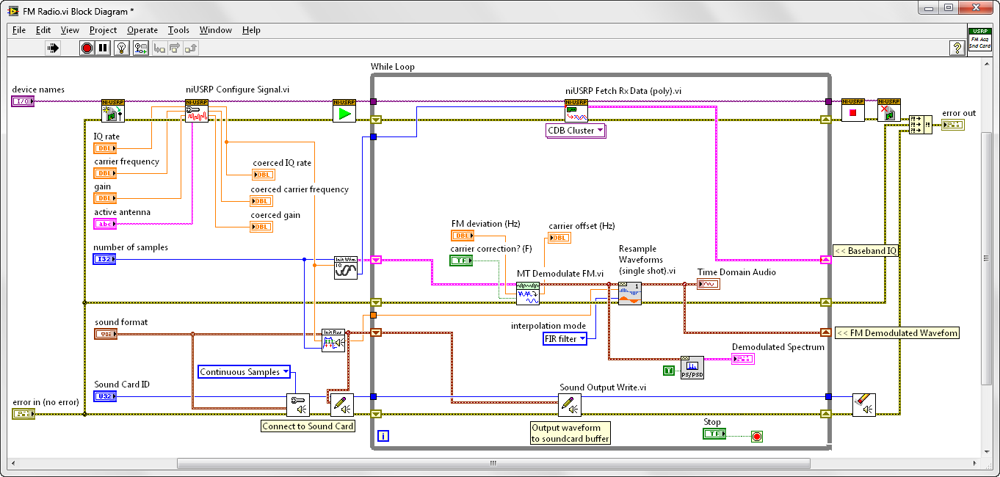 FM Radio.vi Block Diagram *
File Edit View Project Operate Tools Window Help
USRP
FM Acq
Snd Card
While Loop
device names
I/O
NI-USRP
niUSRP Configure Signal.vi
NI-USRP
NI-USRP
niUSRP Fetch Rx Data (poly).vi
NI-USRP
CDB Cluster
NI-USRP
NI-USRP
error out
IQ rate
DBL
carrier frequency
DBL
gain
DBL
active antenna
abc
coerced IQ rate
DBL
coerced carrier frequency
DBL
coerced gain
DBL
number of samples
I32
Init Wfm
IQ
FM deviation (Hz)
DBL
carrier correction? (F)
TF
carrier offset (Hz)
DBL
MT Demodulate FM.vi
Resample
Waveforms
(single shot).vi
1
Time Domain Audio
<< Baseband IQ
sound format
Init Res
interpolation mode
FIR filter
<< FM Demodulated Wavefom
Demodulated Spectrum
T
PS/PSD
Continuous Samples
Sound Card ID
U32
error in (no error)
Connect to Sound Card
Sound Output Write.vi
Output waveform
to soundcard buffer
Stop
TF
i